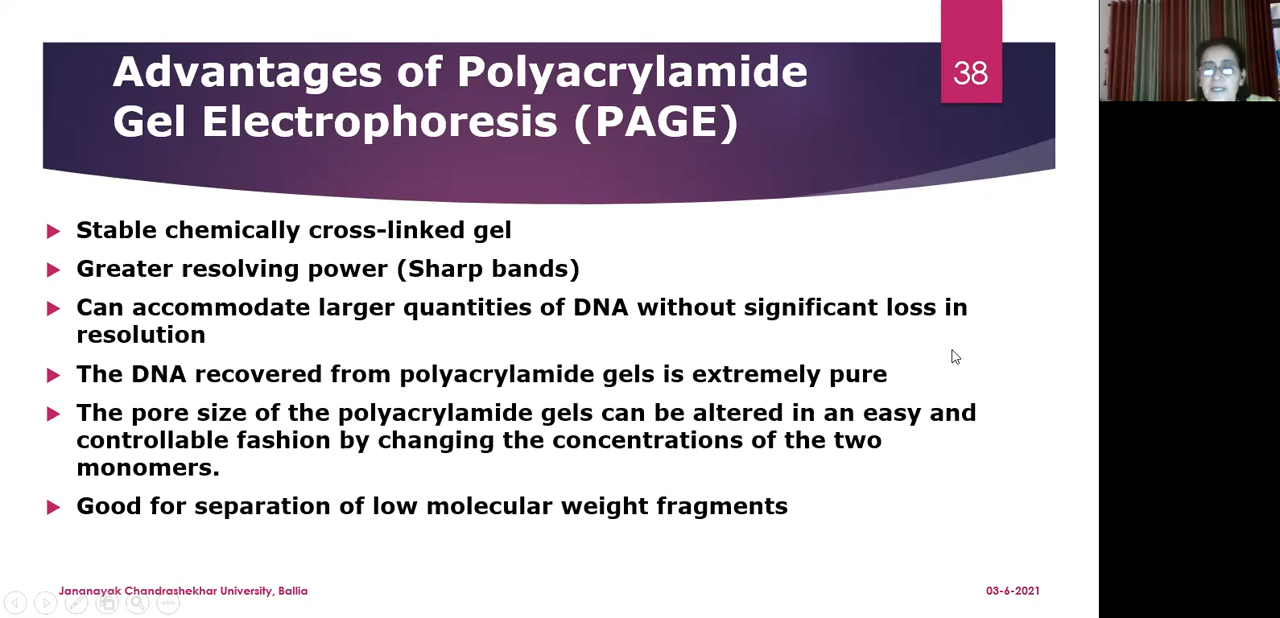 Advantages of Polyacrylamide
Gel Electrophoresis (PAGE)
38
Stable chemically cross-linked gel
Greater resolving power (Sharp bands)
Can accommodate larger quantities of DNA without significant loss in
resolution
The DNA recovered from polyacrylamide gels is extremely pure
The pore size of the polyacrylamide gels can be altered in an easy and
controllable fashion by changing the concentrations of the two
monomers.
Good for separation of low molecular weight fragments
Jananayak Chandrashekhar University, Ballia
03-6-2021